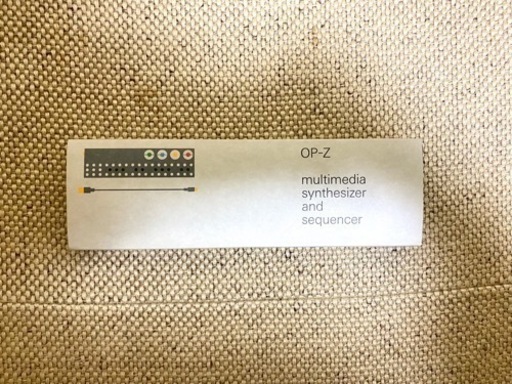 OP–Z
multimedia
synthesizer
and
sequencer